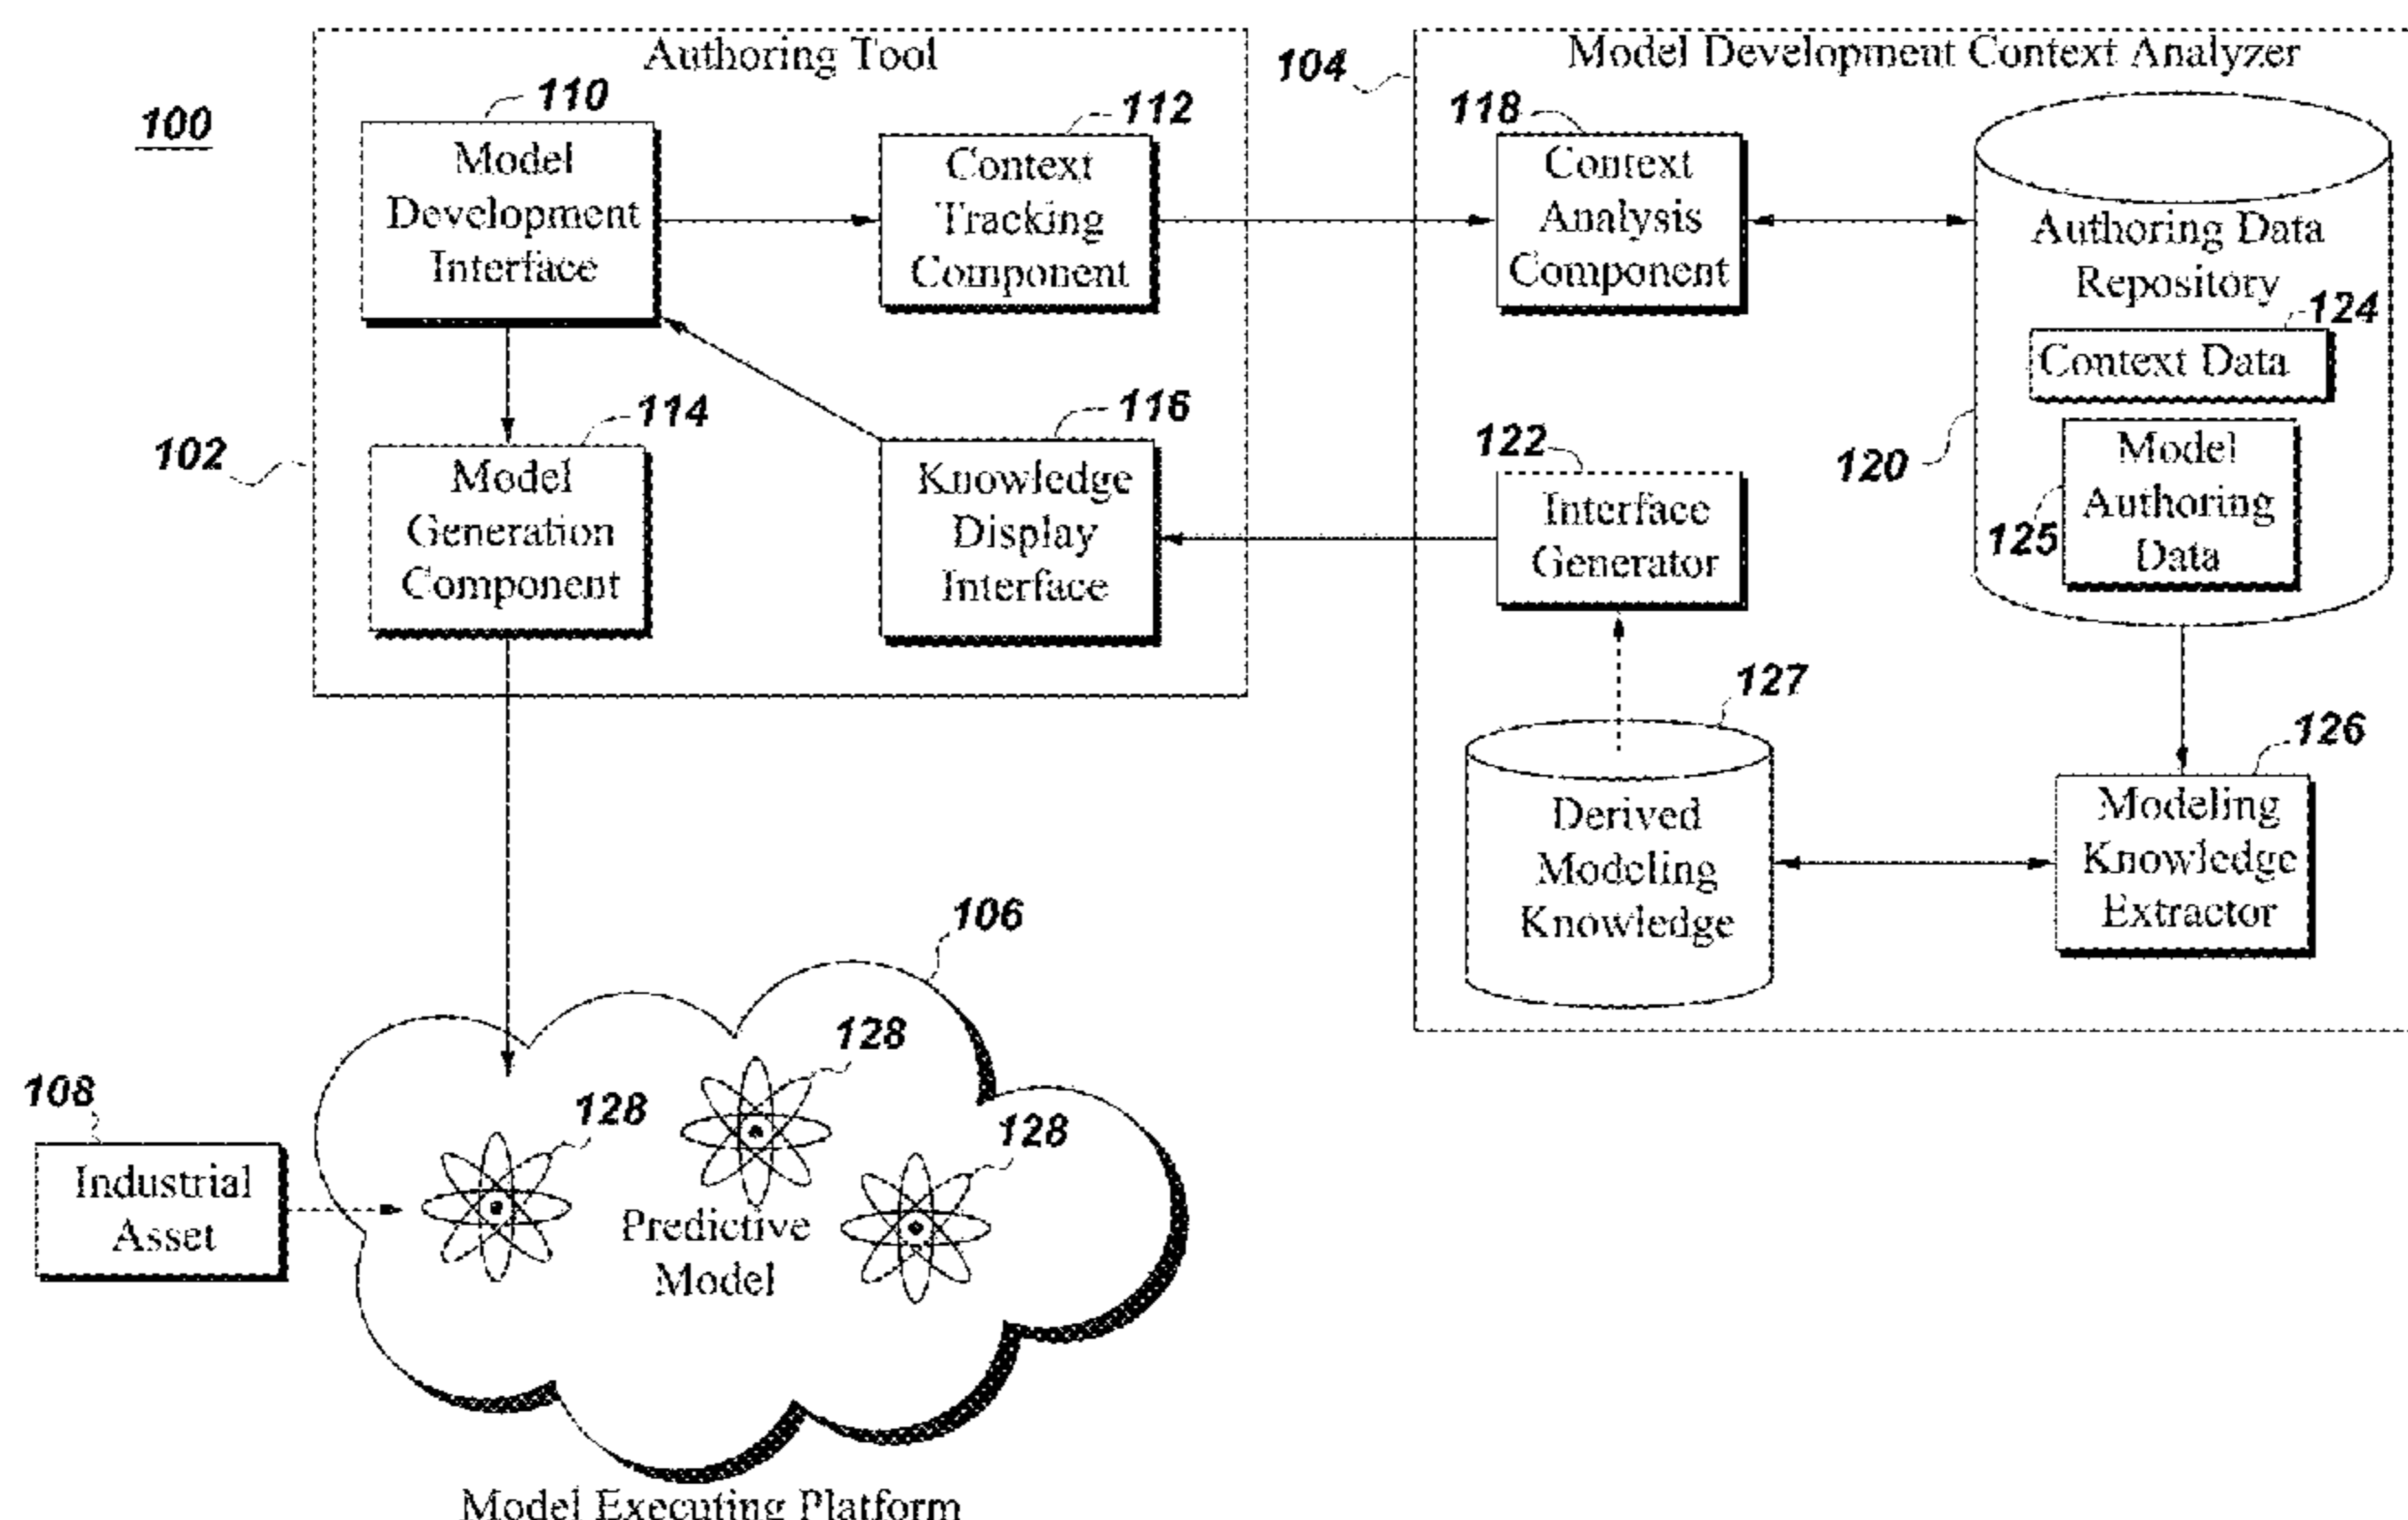 100
Authoring Tool
110
Model
Development
Interface
112
Context
Tracking
Component
102
114
Model
Generation
Component
116
Knowledge
Display
Interface
104
Model Development Context Analyzer
118
Context
Analysis
Component
Authoring Data
Repository
124
Context Data
120
125
Model
Authoring
Data
122
Interface
Generator
127
Derived
Modeling
Knowledge
126
Modeling
Knowledge
Extractor
106
108
Industrial
Asset
128
128
128
Predictive
Model
Model Executing Platform